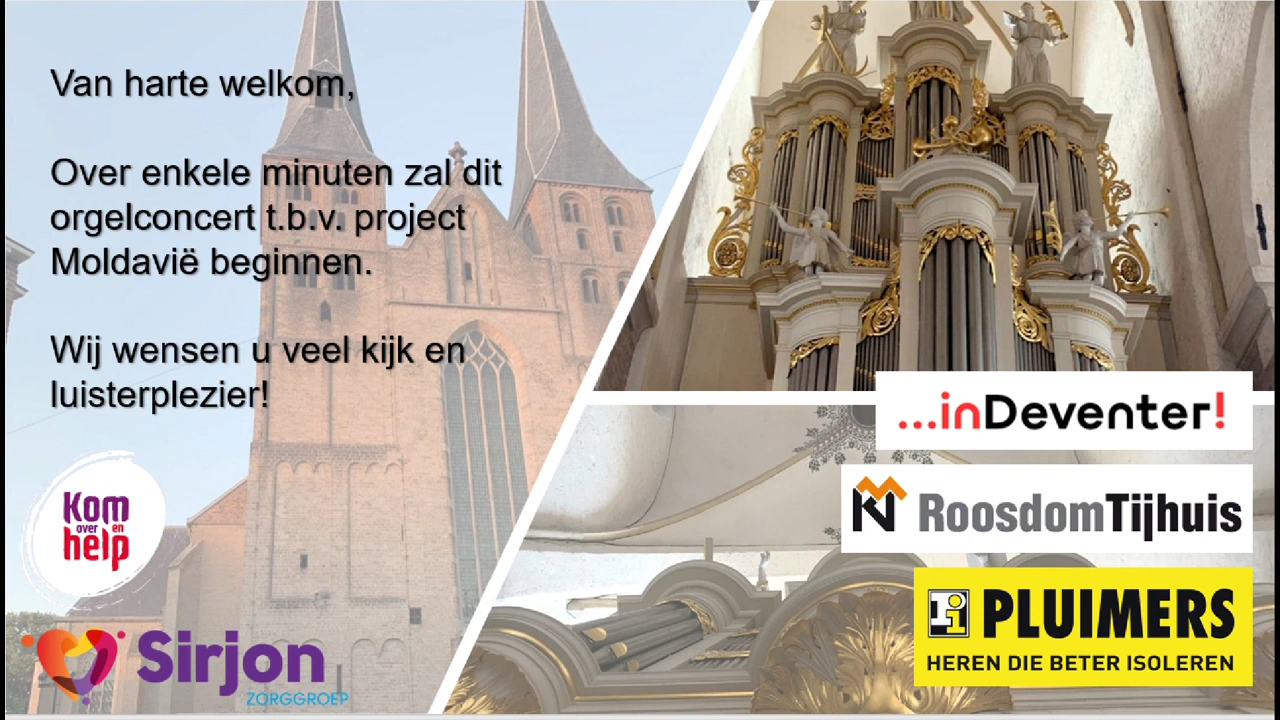 Van harte welkom,
Over enkele minuten zal dit
orgelconcert t.b.v. project
Moldavië beginnen.
Wij wensen u veel kijk en
luisterplezier!
Kom
over en
help
Sirjon
ZORGGROEP
...inDeventer!
RoosdomTijhuis
PLUIMERS
HEREN DIE BETER ISOLEREN